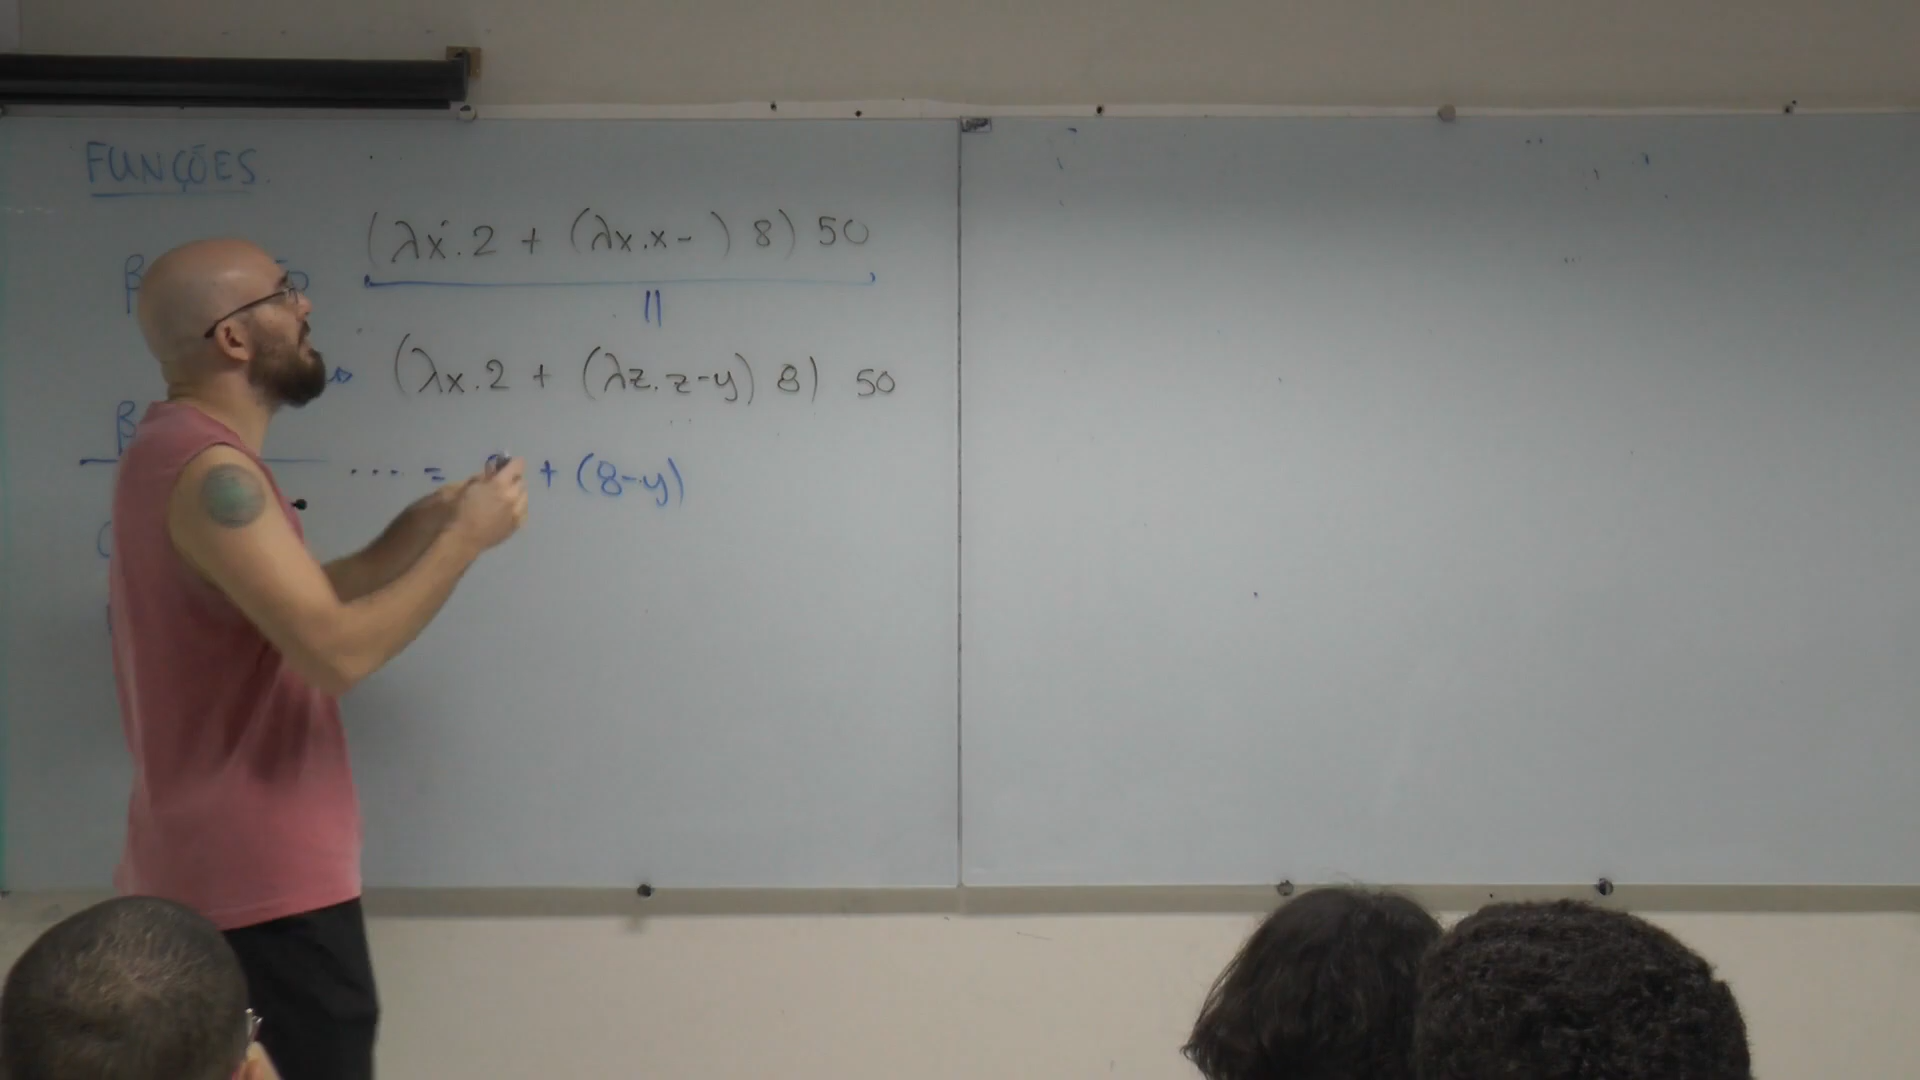 FUNÇÕES.
(λx.2 + (λx.x- ) 8) 50
=
(λx.2 + (λz.z-y) 8) 50
β
.... = + (8-y)